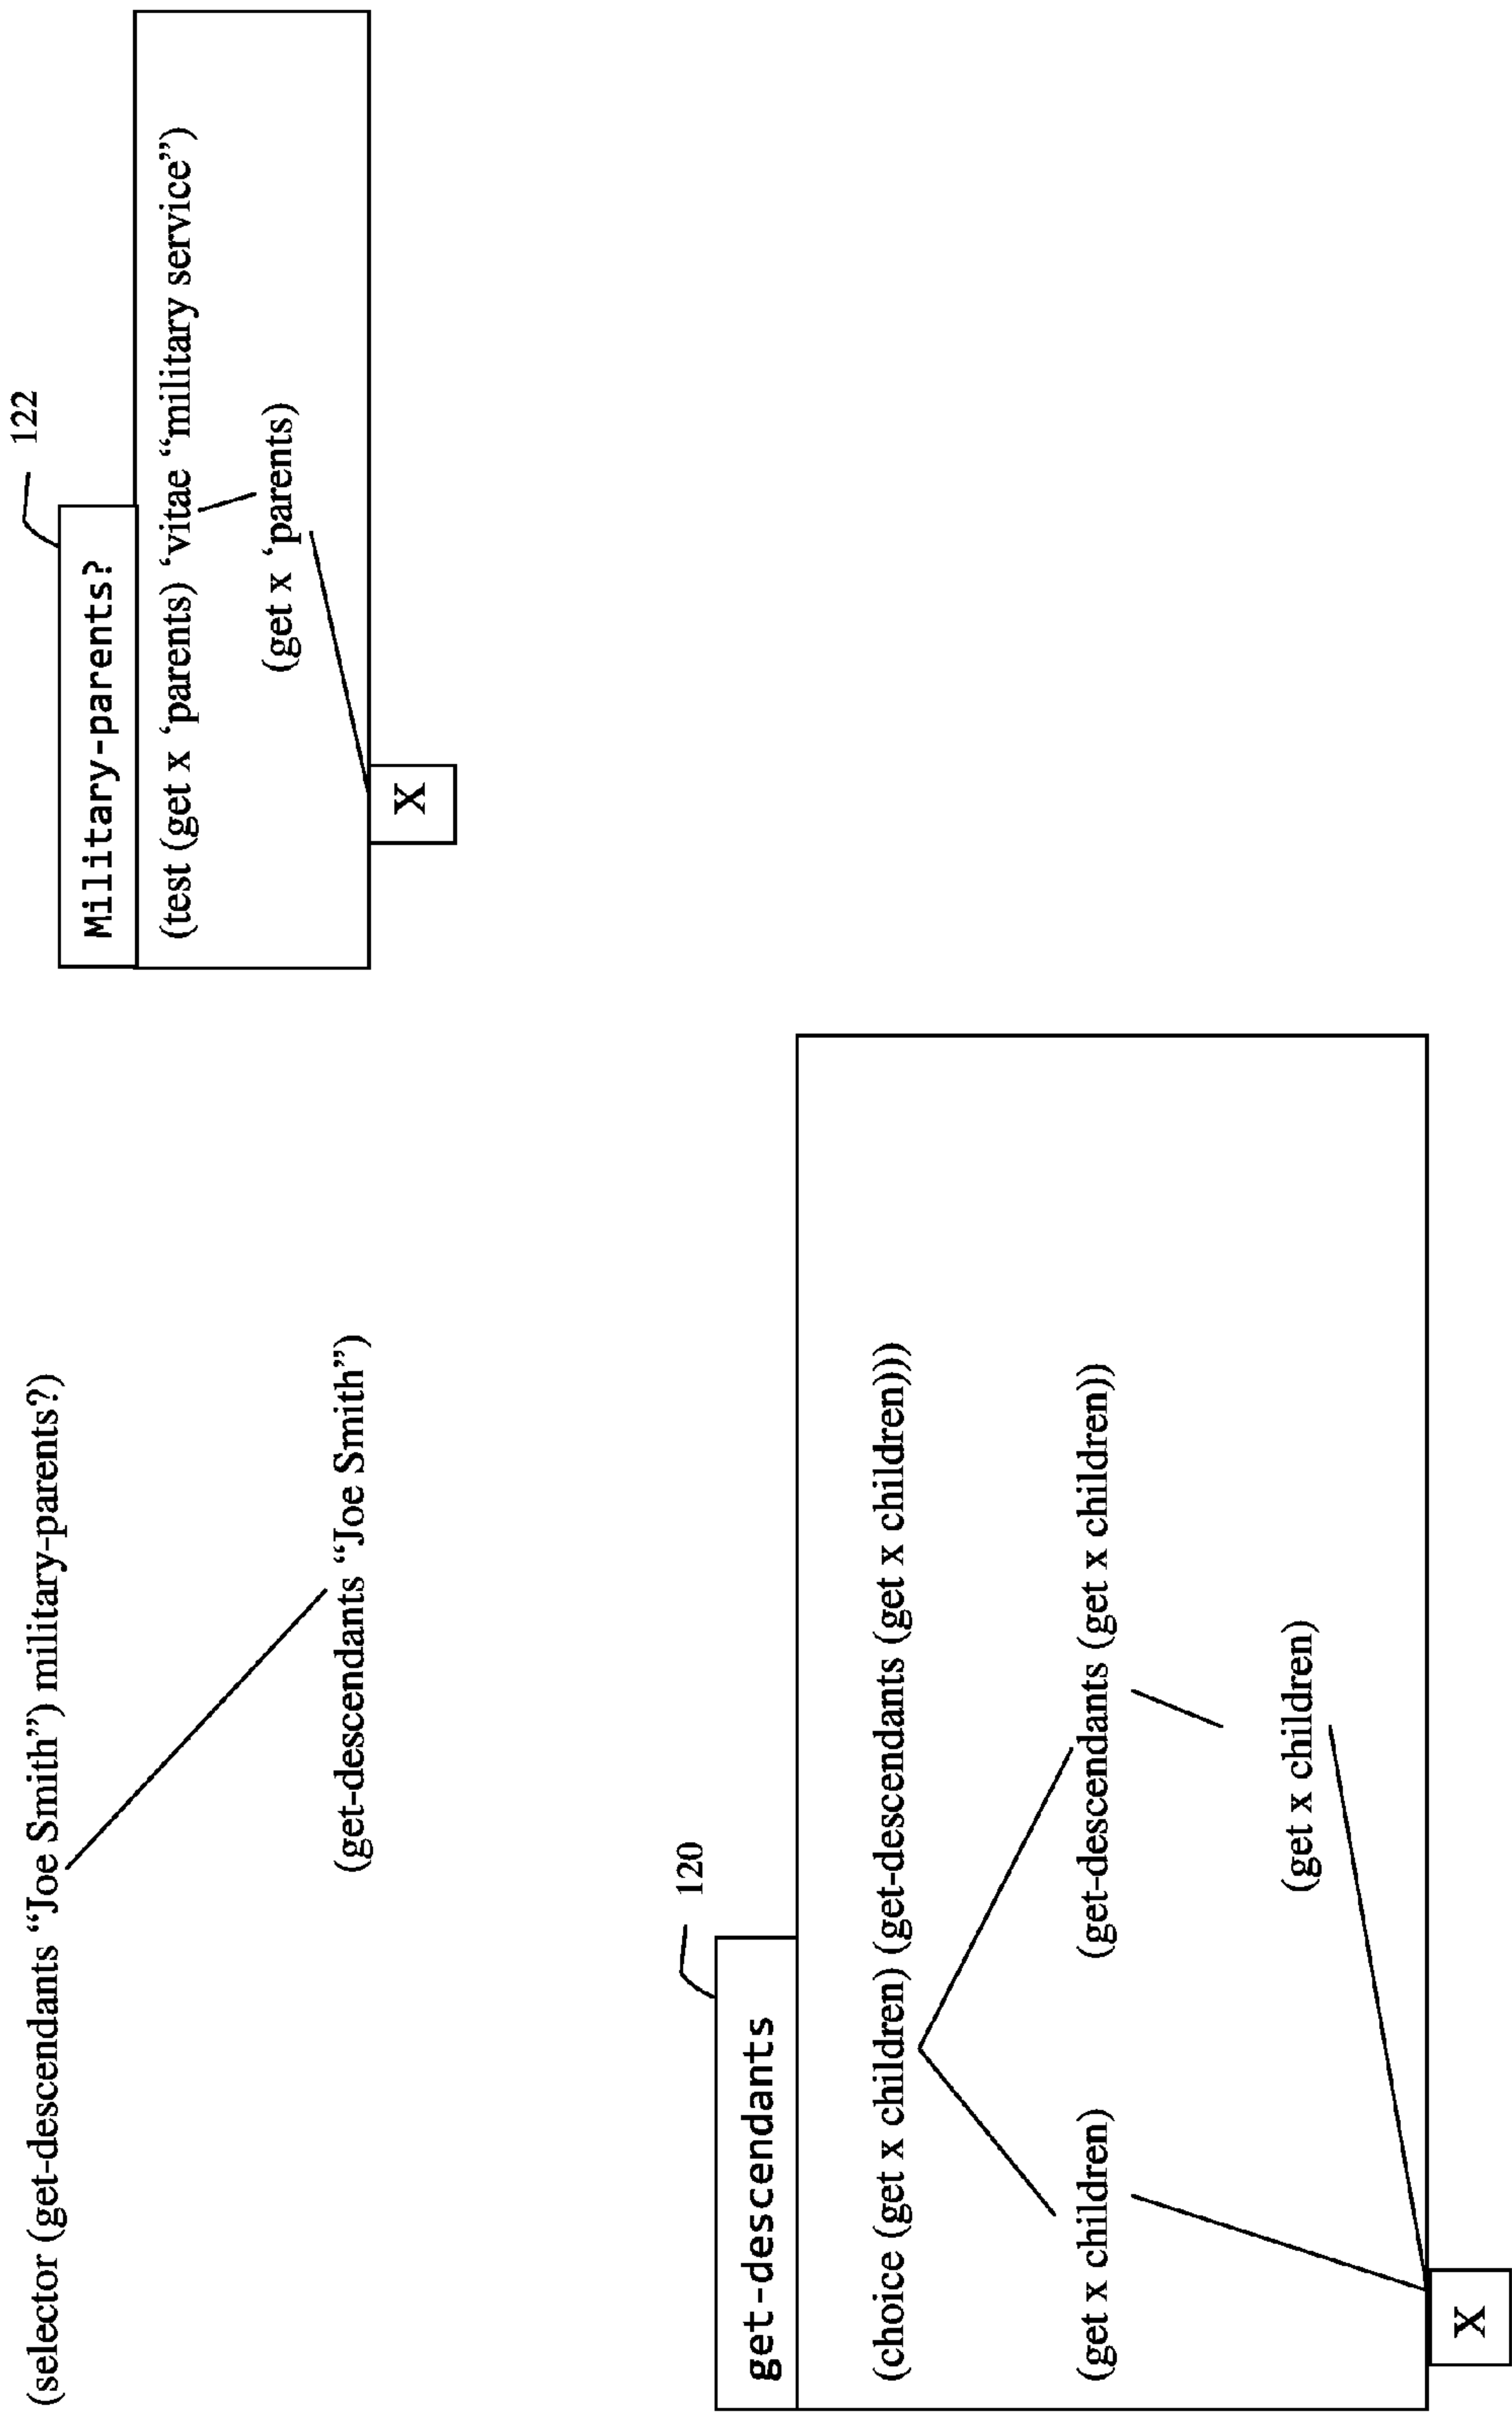 (selector (get-descendants “Joe Smith”) military-parents?)
(get-descendants “Joe Smith”)
122
Military-parents?
(test (get x ‘parents) ‘vitae “military service”)
(get x ‘parents)
X
120
get-descendants
(choice (get x children) (get-descendants (get x children)))
(get x children)
(get-descendants (get x children))
(get x children)
X